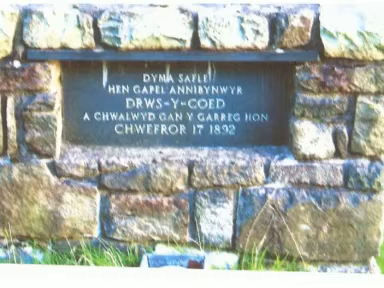 DYMA SAFLE
HEN GAPEL ANNIBYNWYR
DRWS-Y-COED
A CHWALWYD GAN Y GARREG HON
CHWEFROR 17 1892